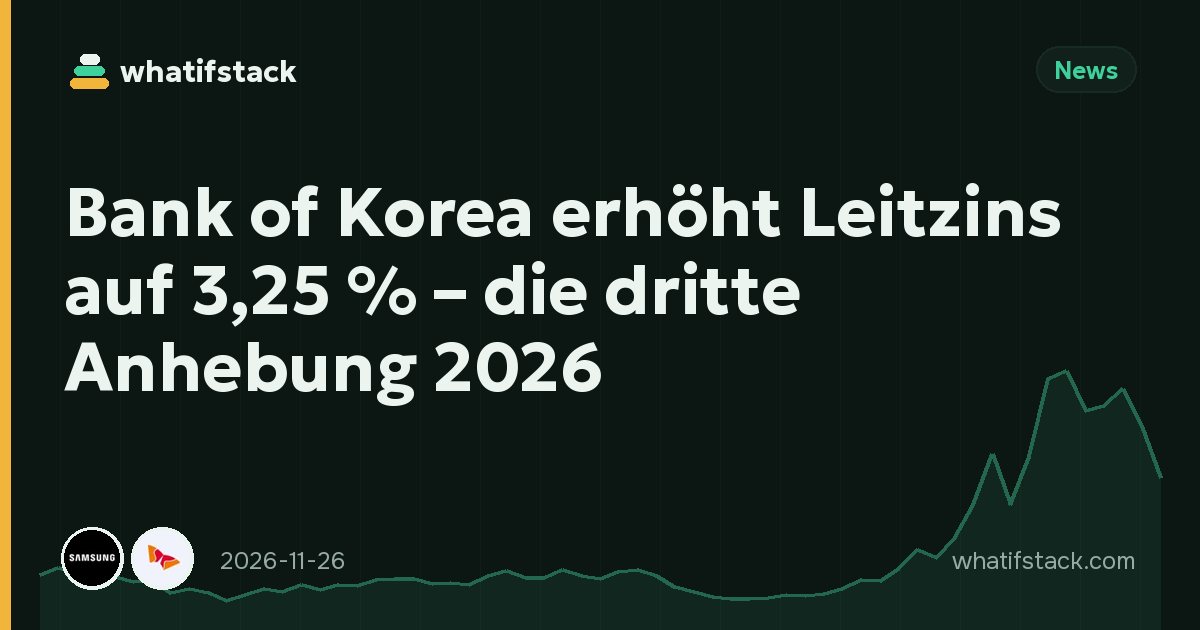 whatifstack
News
Bank of Korea erhöht Leitzins
auf 3,25 % – die dritte
Anhebung 2026
SAMSUNG
2026-11-26
whatifstack.com